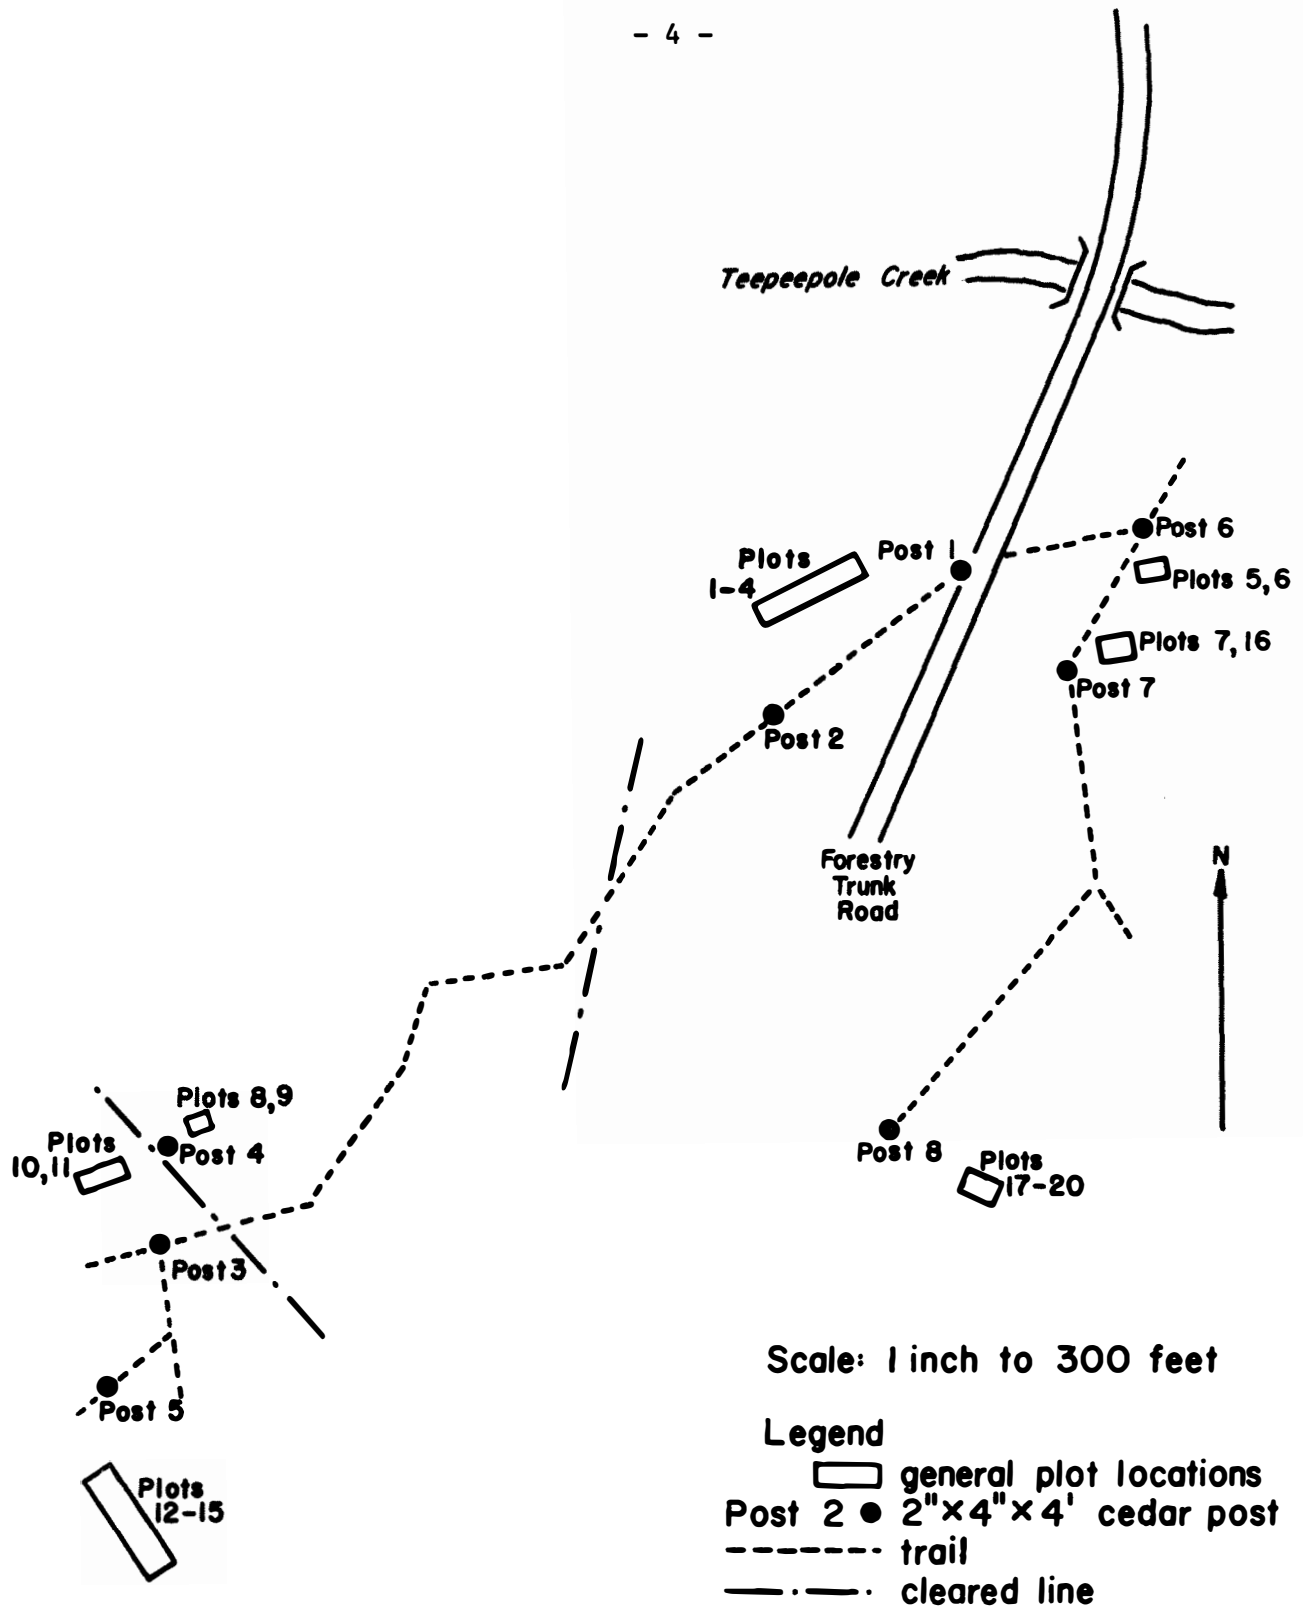 - 4 -
Teepeepole Creek
Post 1
Plots
1-4
Post 6
Plots 5,6
Plots 7,16
Post 7
Post 2
Forestry
Trunk
Road
N
Plots 8,9
Post 4
Plots
10,11
Post 8
Plots
17-20
Post 3
Post 5
Plots
12-15
Scale: 1 inch to 300 feet
Legend
general plot locations
Post 2 2"×4"×4' cedar post
trail
cleared line